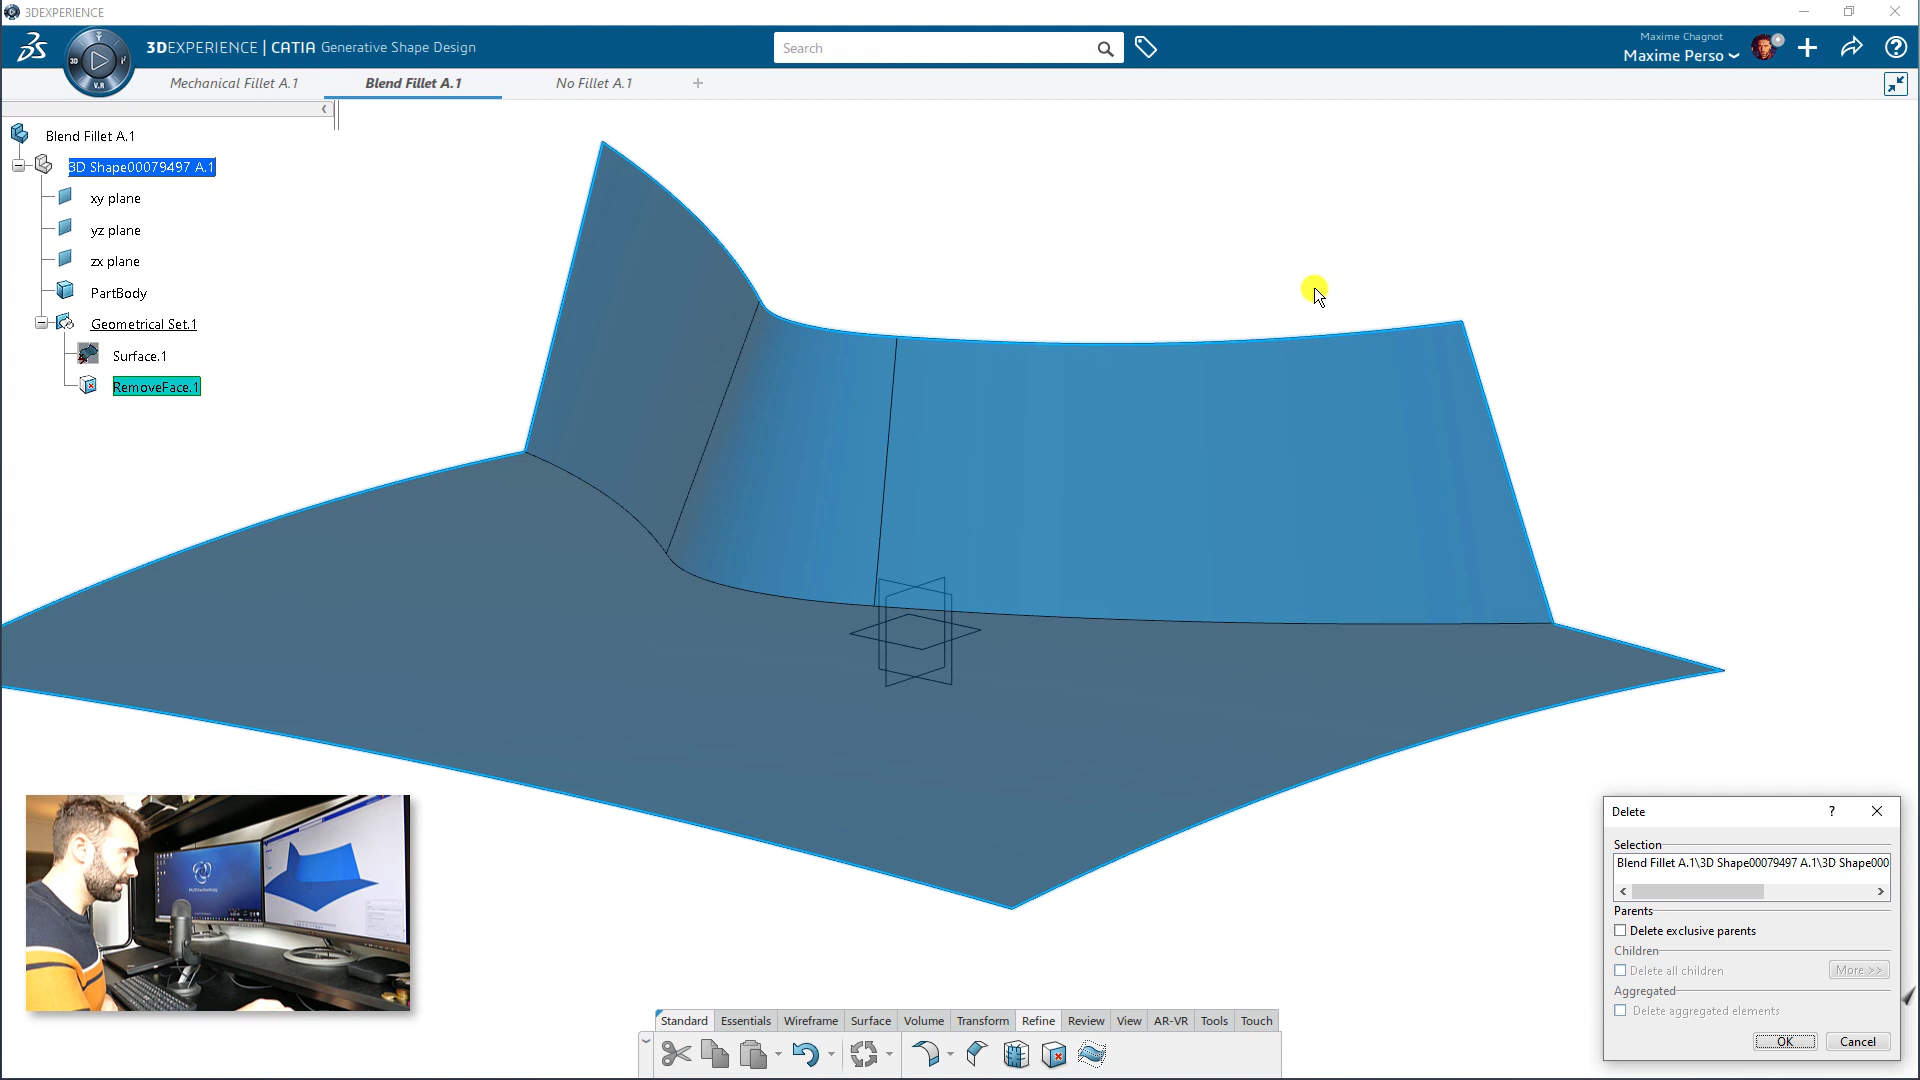 3DEXPERIENCE
3DEXPERIENCE | CATIA Generative Shape Design
Search
Maxime Chagnot
Maxime Perso
3D
V.R
Mechanical Fillet A.1
Blend Fillet A.1
No Fillet A.1
Blend Fillet A.1
3D Shape00079497 A.1
xy plane
yz plane
zx plane
PartBody
Geometrical Set.1
Surface.1
RemoveFace.1
Delete
Selection
Blend Fillet A.1\3D Shape00079497 A.1\3D Shape000
Parents
Delete exclusive parents
Children
Delete all children
More >>
Aggregated
Delete aggregated elements
OK
Cancel
Standard
Essentials
Wireframe
Surface
Volume
Transform
Refine
Review
View
AR-VR
Tools
Touch